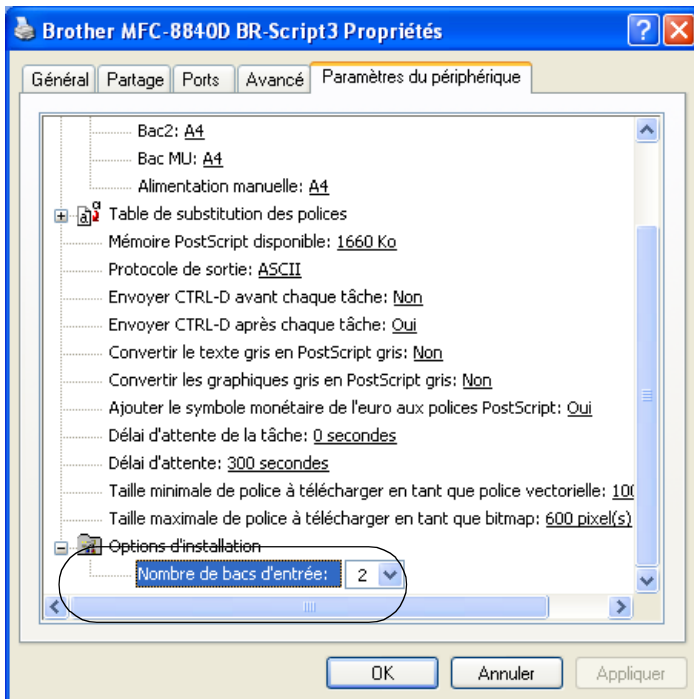 Brother MFC-8840D BR-Script3 Propriétés
Général Partage Ports Avancé Paramètres du périphérique
Bac2: A4
Bac MU: A4
Alimentation manuelle: A4
Table de substitution des polices
Mémoire PostScript disponible: 1660 Ko
Protocole de sortie: ASCII
Envoyer CTRL-D avant chaque tâche: Non
Envoyer CTRL-D après chaque tâche: Oui
Convertir le texte gris en PostScript gris: Non
Convertir les graphiques gris en PostScript gris: Non
Ajouter le symbole monétaire de l'euro aux polices PostScript: Oui
Délai d'attente de la tâche: 0 secondes
Délai d'attente: 300 secondes
Taille minimale de police à télécharger en tant que police vectorielle:
Taille maximale de police à télécharger en tant que bitmap: 600 pixel(s)
Options d'installation
Nombre de bacs d'entrée: 2
OK Annuler Appliquer